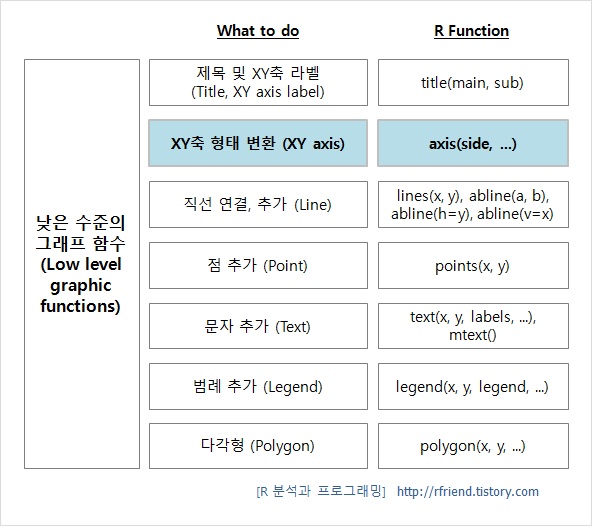 What to do
R Function
낮은 수준의
그래프 함수
(Low level
graphic
functions)
제목 및 XY축 라벨
(Title, XY axis label)
title(main, sub)
XY축 형태 변환 (XY axis)
axis(side, ...)
직선 연결, 추가 (Line)
lines(x, y), abline(a, b),
abline(h=y), abline(v=x)
점 추가 (Point)
points(x, y)
문자 추가 (Text)
text(x, y, labels, ...),
mtext()
범례 추가 (Legend)
legend(x, y, legend, ...)
다각형 (Polygon)
polygon(x, y, ...)
[R 분석과 프로그래밍] http://rfriend.tistory.com